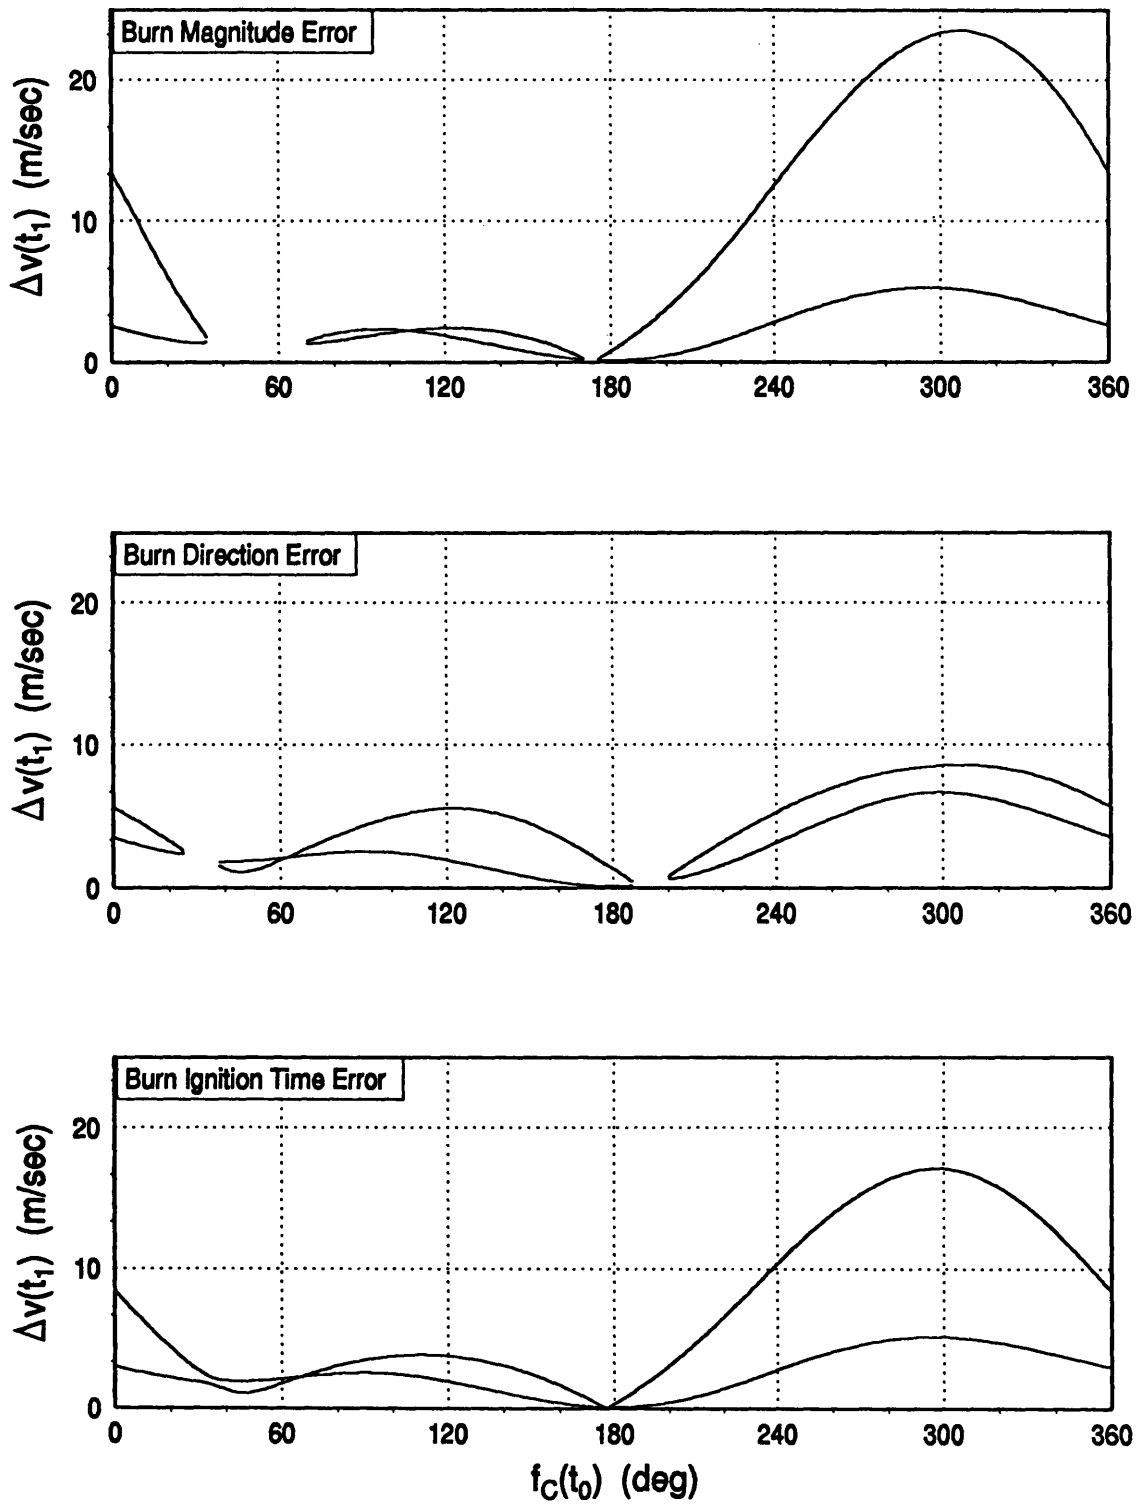 Burn Magnitude Error
Δv(t₁) (m/sec)
20
10
0
0 60 120 180 240 300 360
Burn Direction Error
Δv(t₁) (m/sec)
20
10
0
0 60 120 180 240 300 360
Burn Ignition Time Error
Δv(t₁) (m/sec)
20
10
0
0 60 120 180 240 300 360
f_C(t₀) (deg)